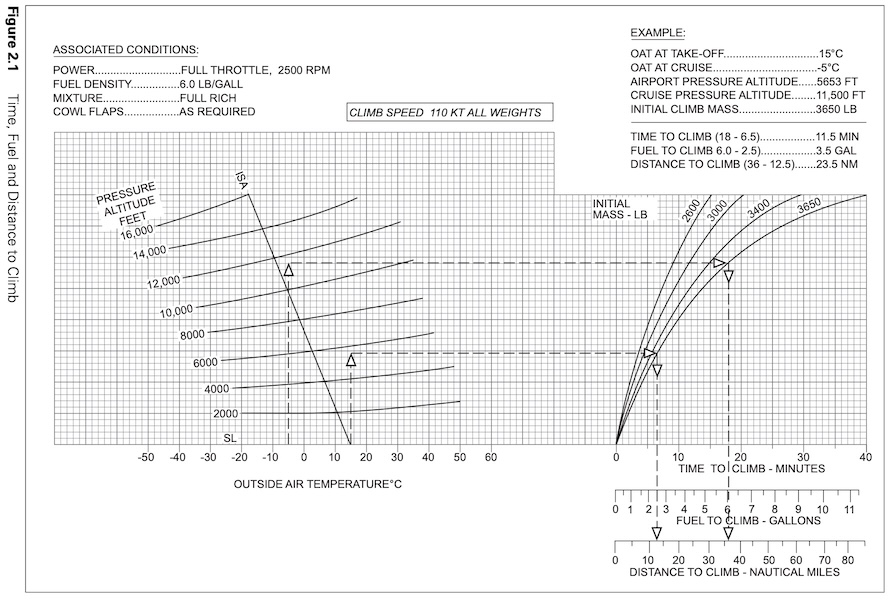 Figure 2.1 Time, Fuel and Distance to Climb
ASSOCIATED CONDITIONS:
POWER...........................FULL THROTTLE, 2500 RPM
FUEL DENSITY...............6.0 LB/GALL
MIXTURE.......................FULL RICH
COWL FLAPS.................AS REQUIRED
CLIMB SPEED 110 KT ALL WEIGHTS
EXAMPLE:
OAT AT TAKE-OFF.............................15°C
OAT AT CRUISE................................-5°C
AIRPORT PRESSURE ALTITUDE......5653 FT
CRUISE PRESSURE ALTITUDE.......11,500 FT
INITIAL CLIMB MASS.......................3650 LB
TIME TO CLIMB (18 - 6.5).................11.5 MIN
FUEL TO CLIMB 6.0 - 2.5)..................3.5 GAL
DISTANCE TO CLIMB (36 - 12.5)......23.5 NM
PRESSURE
ALTITUDE
FEET
ISA
16,000
14,000
12,000
10,000
8000
6000
4000
2000
SL
-50 -40 -30 -20 -10 0 10 20 30 40 50 60
OUTSIDE AIR TEMPERATURE°C
INITIAL
MASS - LB
2600 3000 3400 3650
0 10 20 30 40
TIME TO CLIMB - MINUTES
0 1 2 3 4 5 6 7 8 9 10 11
FUEL TO CLIMB - GALLONS
0 10 20 30 40 50 60 70 80
DISTANCE TO CLIMB - NAUTICAL MILES